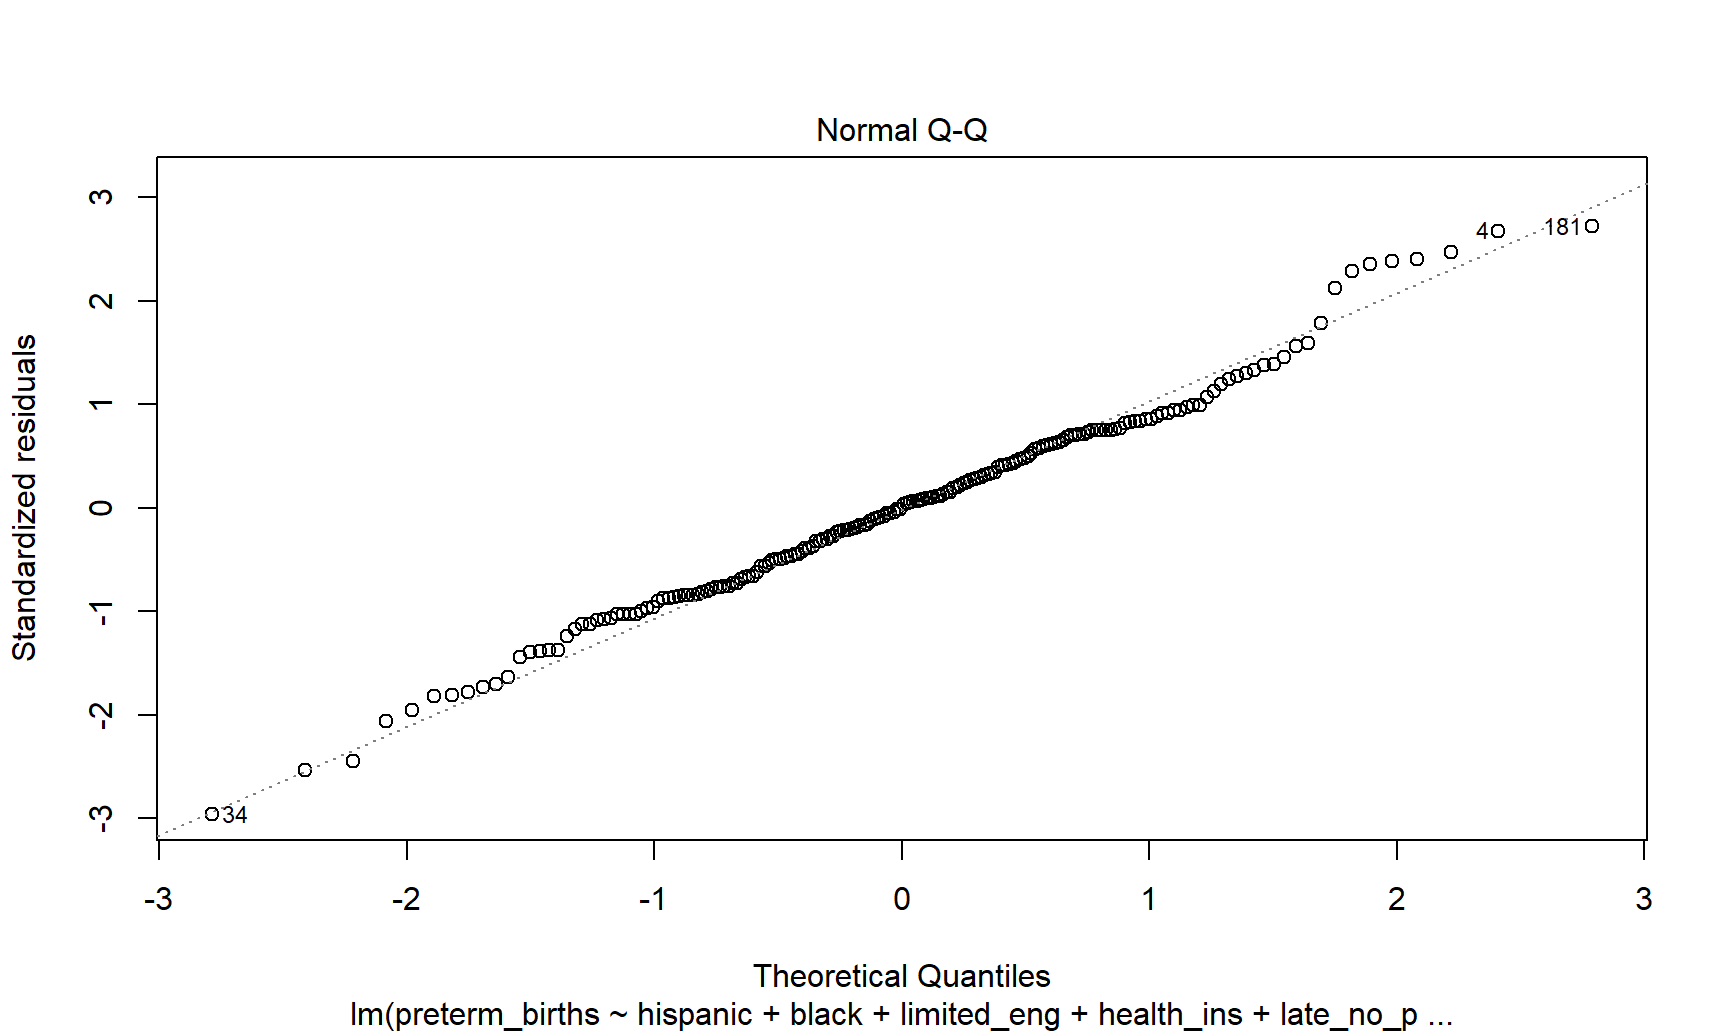 Normal Q-Q
Standardized residuals
3
2
1
0
-1
-2
-3
4
181
34
-3 -2 -1 0 1 2 3
Theoretical Quantiles
lm(preterm_births ~ hispanic + black + limited_eng + health_ins + late_no_p ...